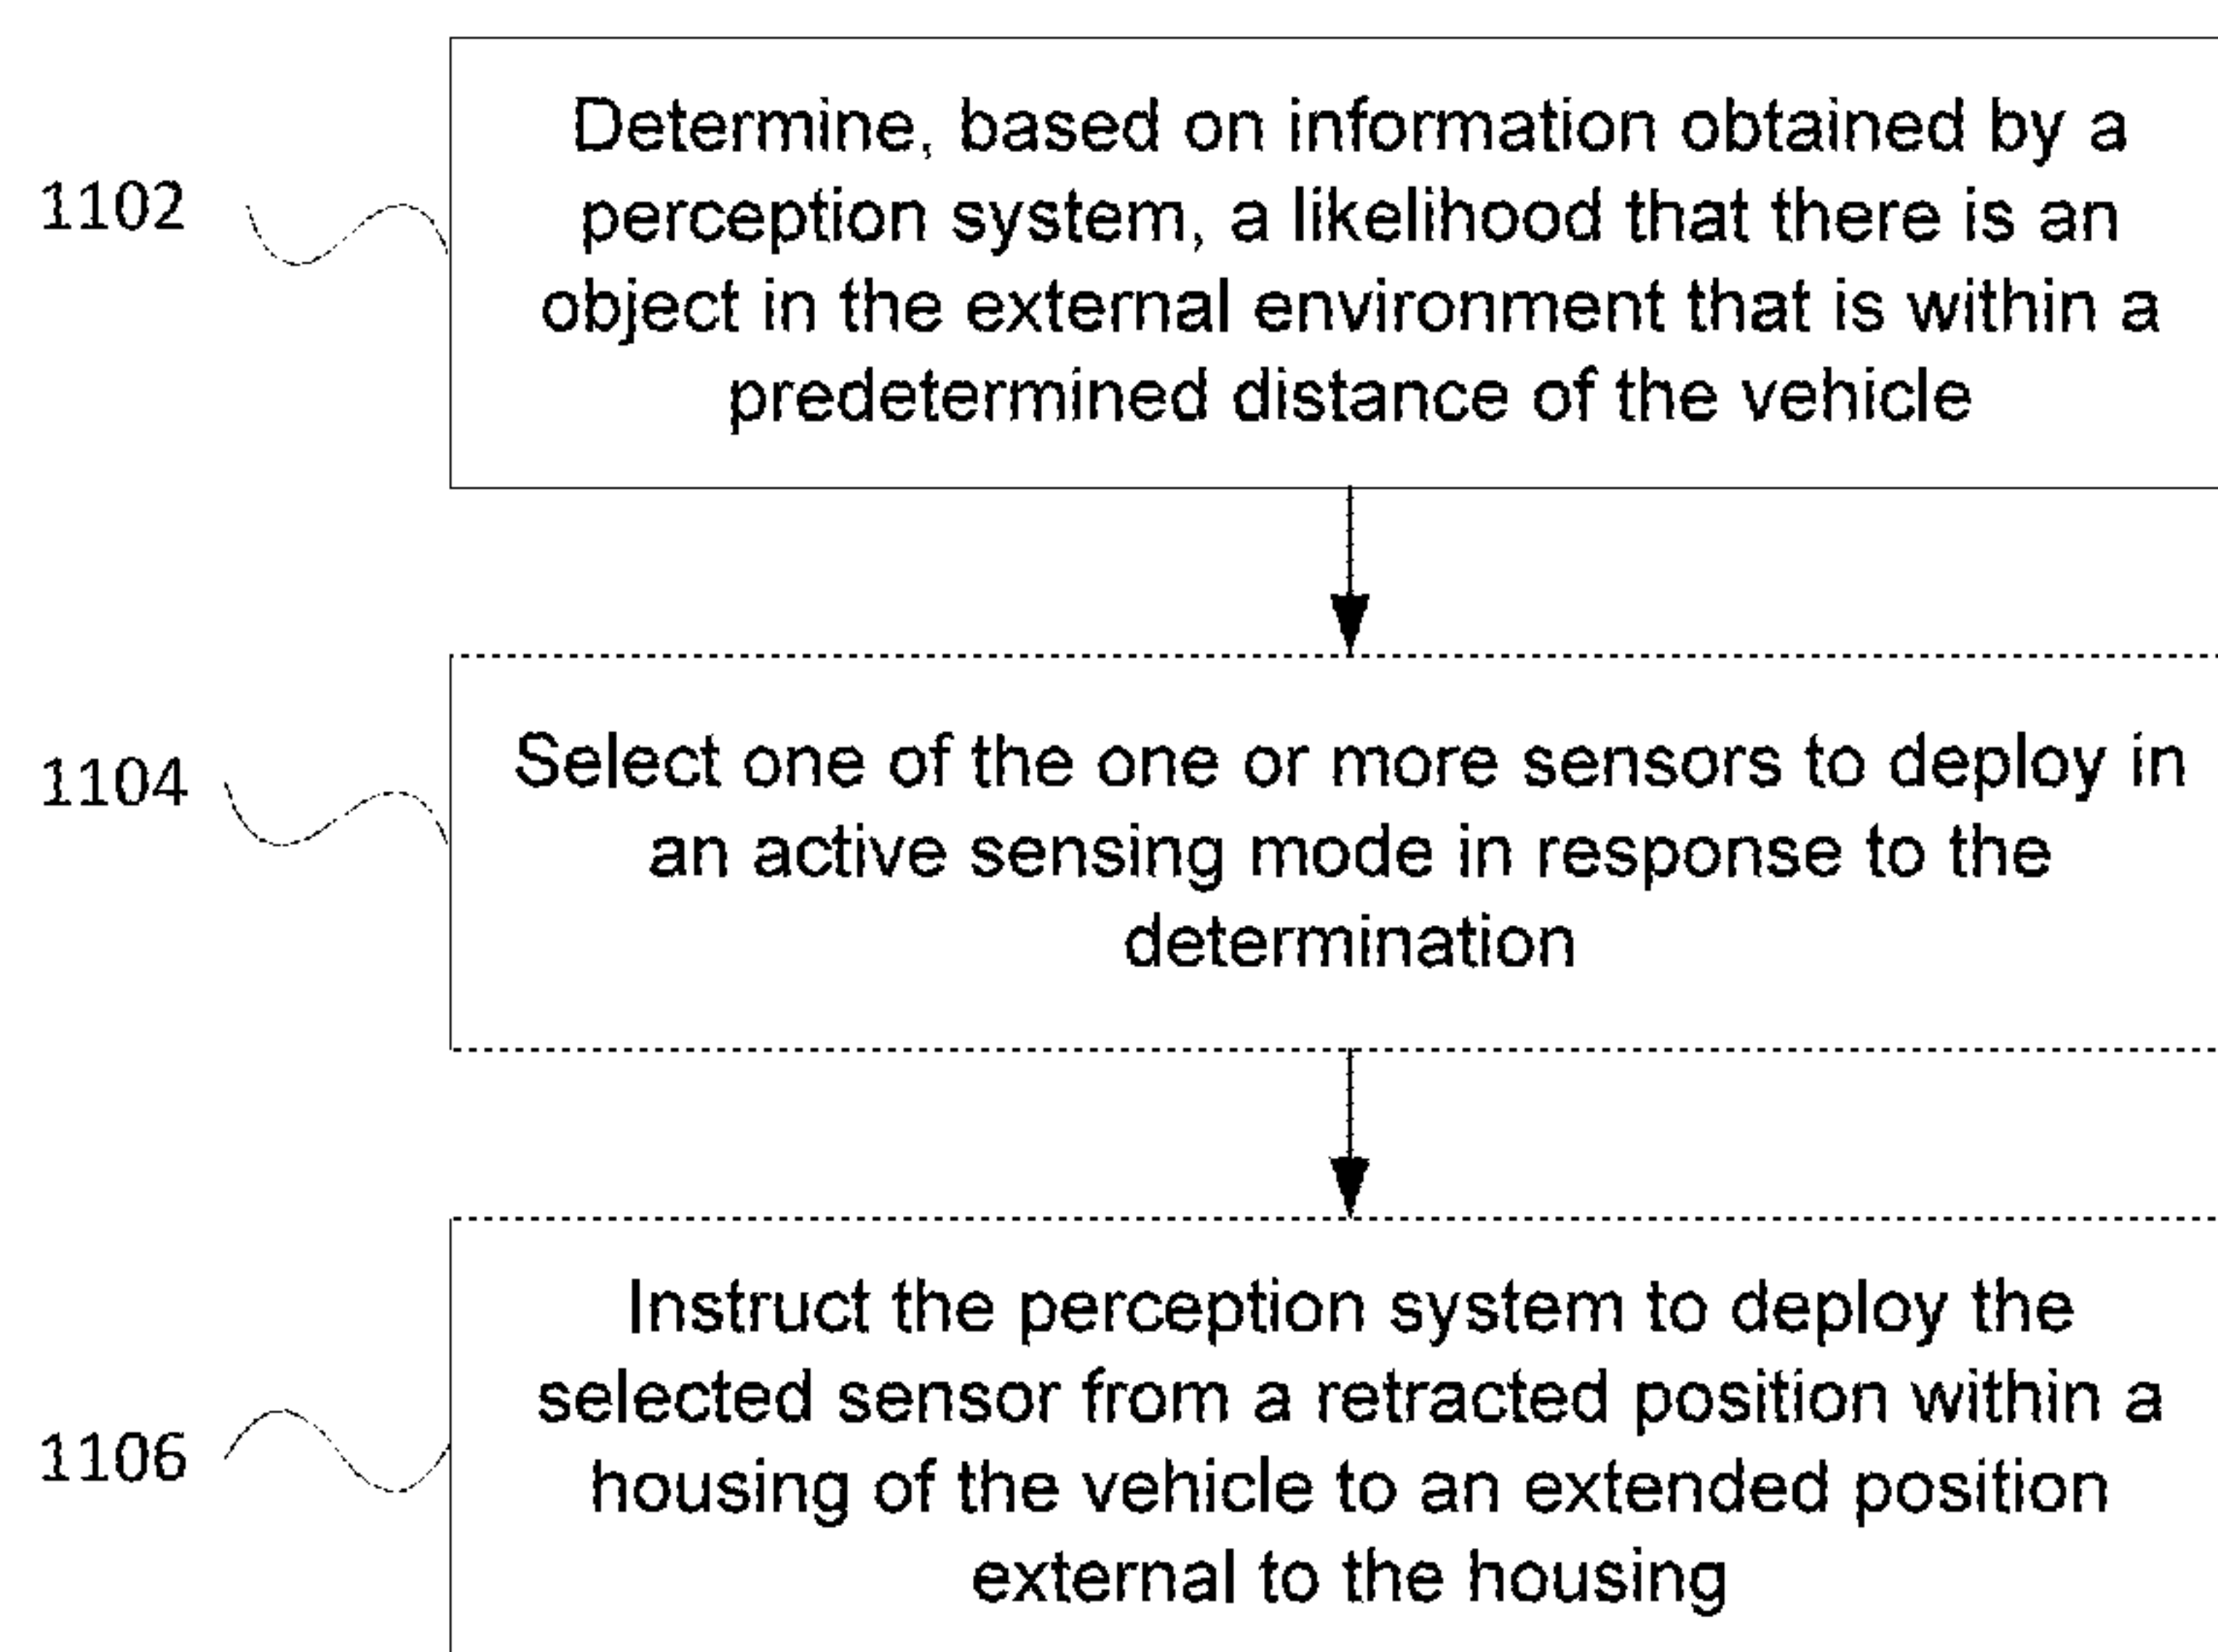 Determine, based on information obtained by a
1102
perception system, a likelihood that there is an
object in the external environment that is within a
predetermined distance of the vehicle
Select one of the one or more sensors to deploy in
1104
an active sensing mode in response to the
determination
Instruct the perception system to deploy the
selected sensor from a retracted position within a
1106
housing of the vehicle to an extended position
external to the housing